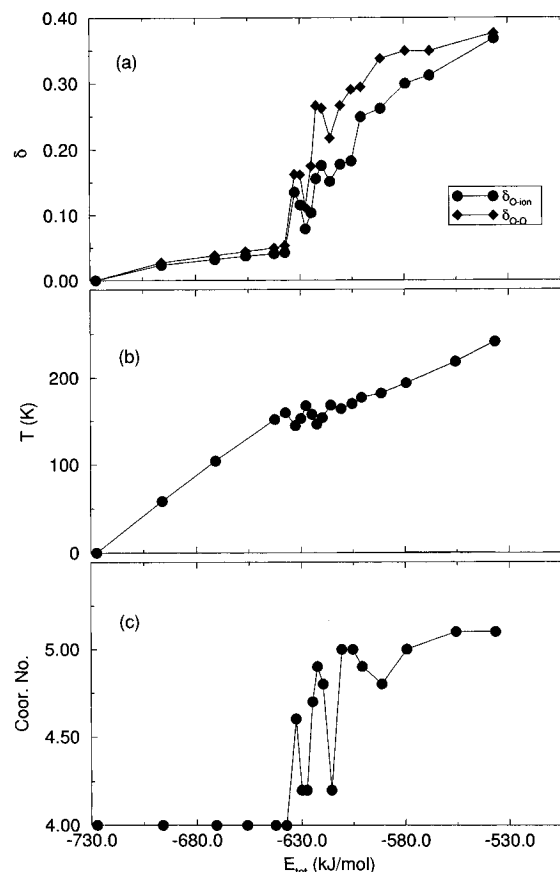 0.40
(a)
0.30
δ
0.20
δO-ion
δO-O
0.10
0.00
(b)
200
T (K)
100
0
(c)
5.00
Coor. No.
4.50
4.00
-730.0
-680.0
-630.0
-580.0
-530.0
Etot (kJ/mol)